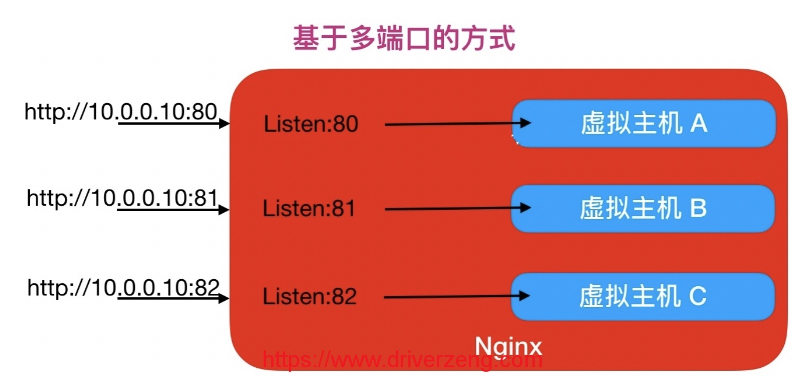 基于多端口的方式
http://10.0.0.10:80
Listen:80
虚拟主机 A
http://10.0.0.10:81
Listen:81
虚拟主机 B
http://10.0.0.10:82
Listen:82
虚拟主机 C
Nginx
https://www.driverzeng.com